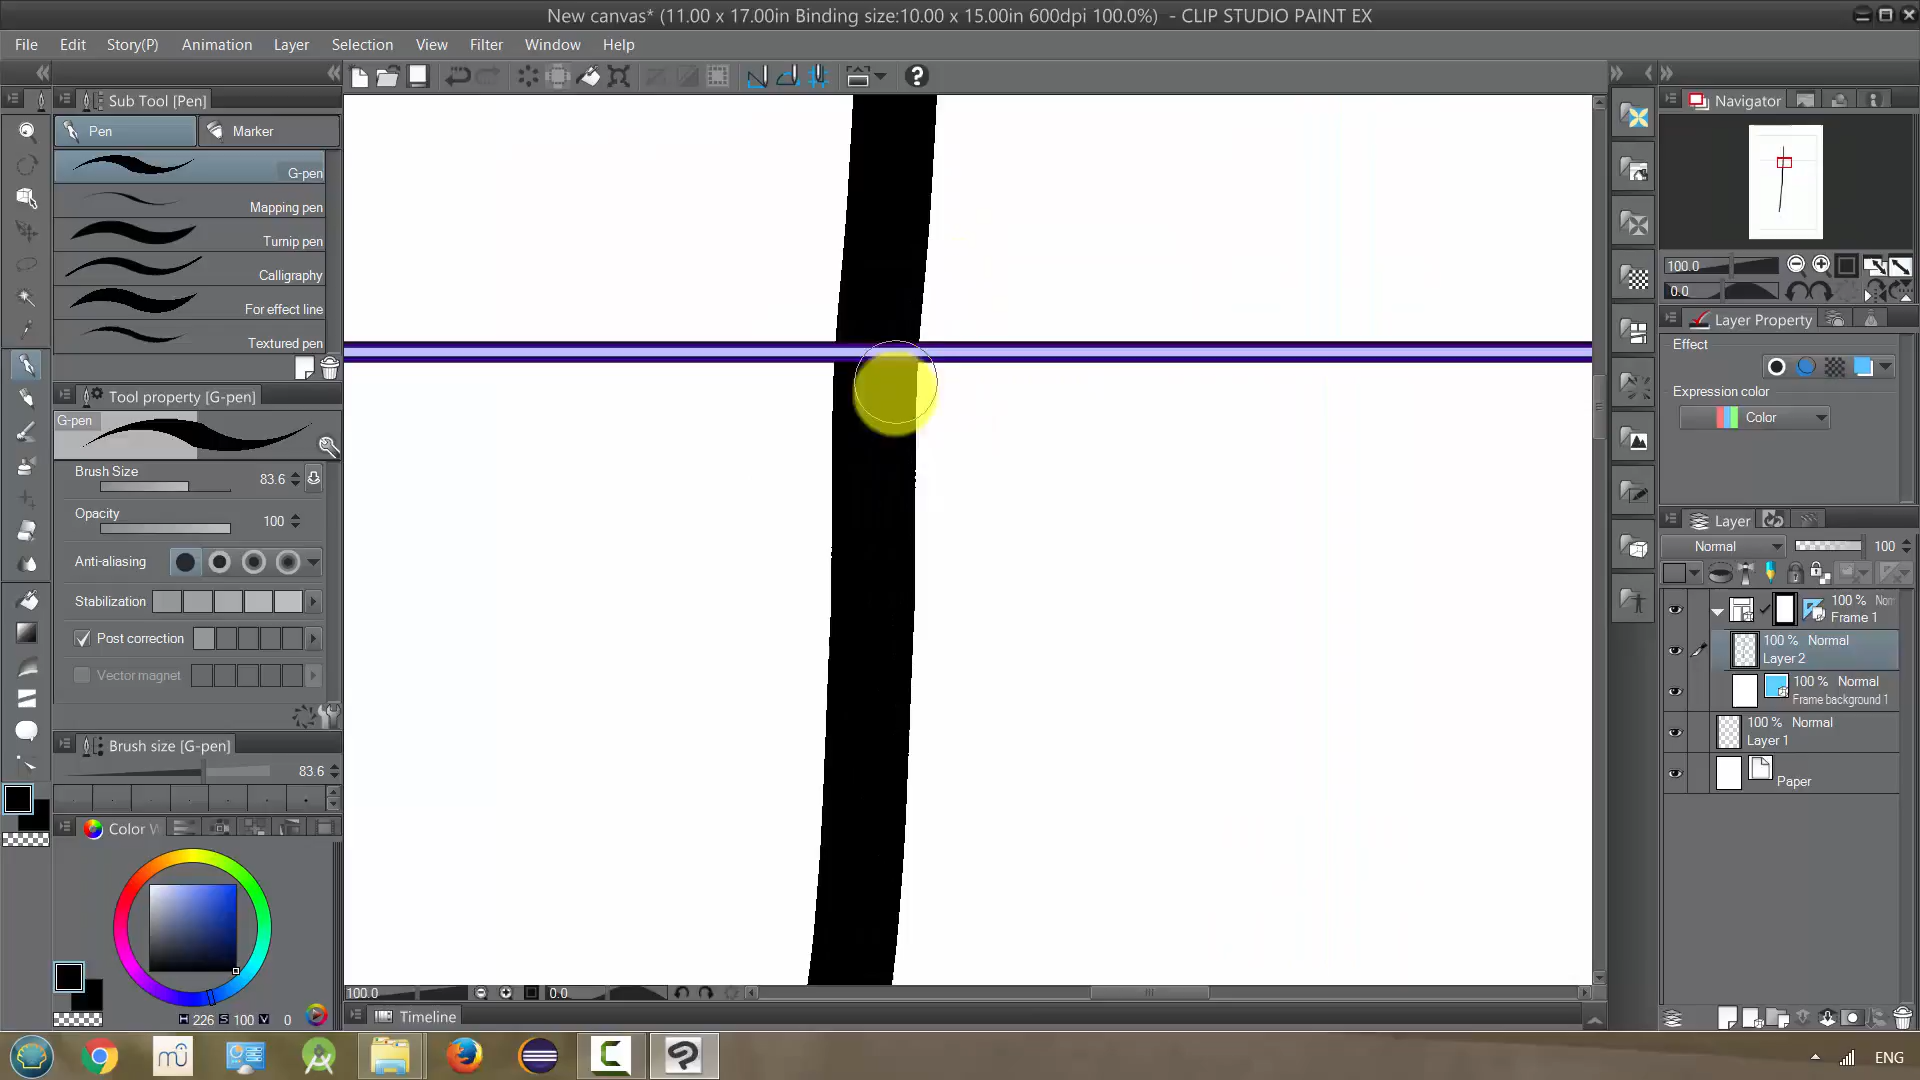 New canvas* (11.00 x 17.00in Binding size:10.00 x 15.00in 600dpi 100.0%)  - CLIP STUDIO PAINT EX
File Edit Story(P) Animation Layer Selection View Filter Window Help
Sub Tool [Pen]
Pen
Marker
G-pen
Mapping pen
Turnip pen
Calligraphy
For effect line
Textured pen
Tool property [G-pen]
G-pen
Brush Size 83.6
Opacity 100
Anti-aliasing
Stabilization
Post correction
Vector magnet
Brush size [G-pen]
83.6
Color W
H 226 S 100 V 0
100.0
0.0
Timeline
Navigator
100.0
0.0
Layer Property
Effect
Expression color
Color
Layer
Normal
100
100 % Nor
Frame 1
100 % Normal
Layer 2
100 % Normal
Frame background 1
100 % Normal
Layer 1
Paper
ENG